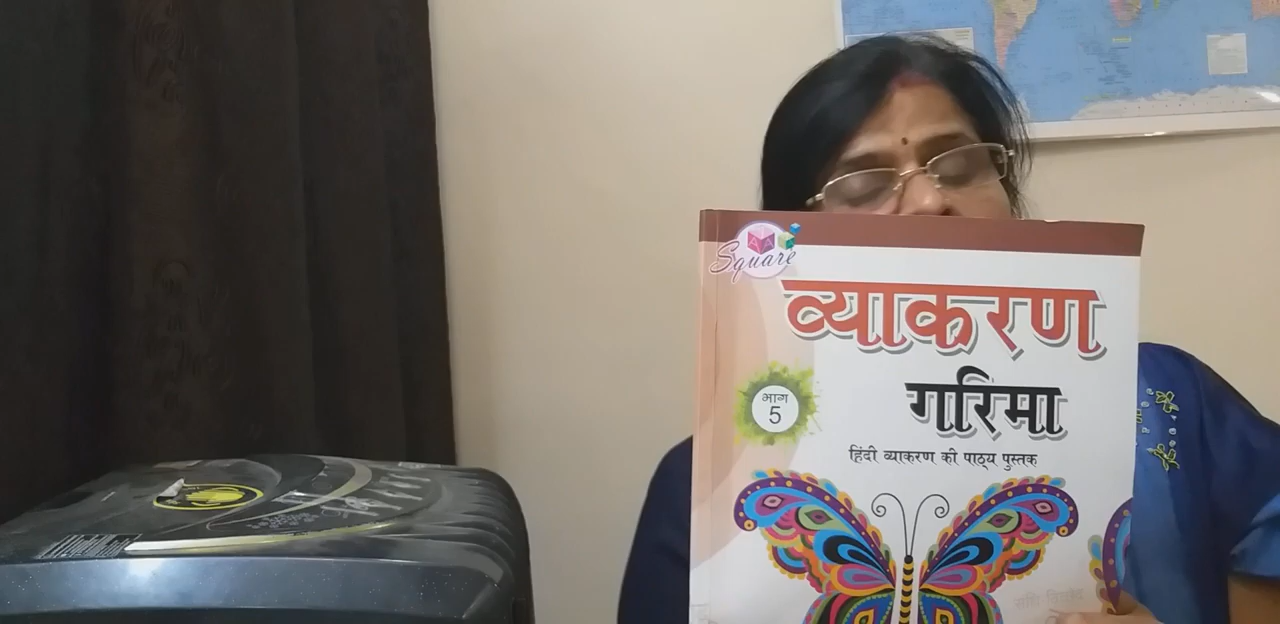 Square
व्याकरण
गरिमा
भाग
5
हिंदी व्याकरण की पाठ्य पुस्तक